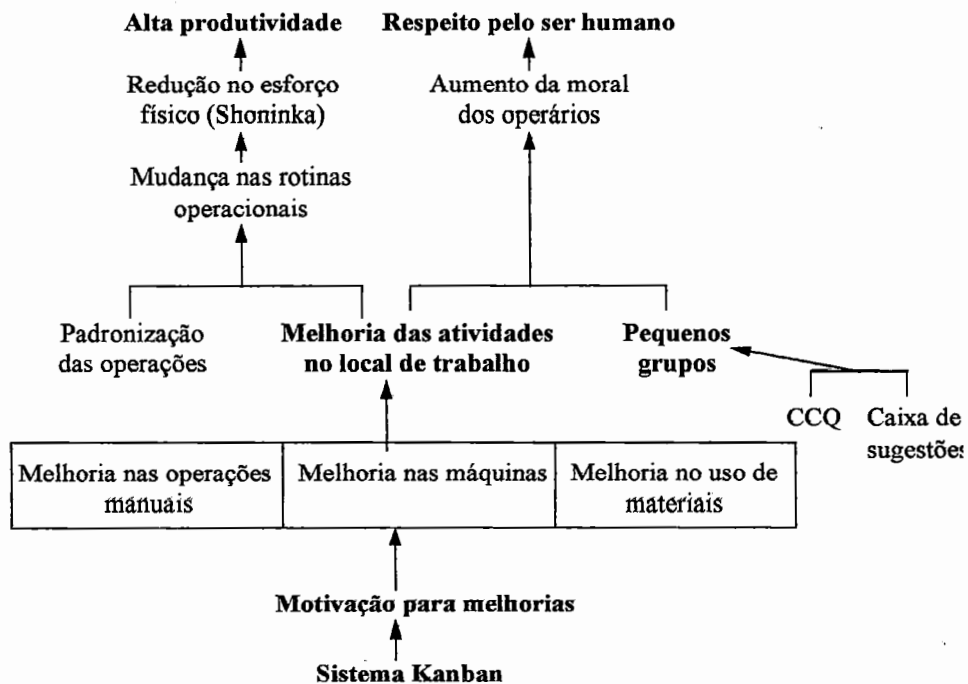 Alta produtividade
Respeito pelo ser humano
Redução no esforço
físico (Shoninka)
Aumento da moral
dos operários
Mudança nas rotinas
operacionais
Padronização
das operações
Melhoria das atividades
no local de trabalho
Pequenos
grupos
CCQ
Caixa de
sugestões
Melhoria nas operações
manuais
Melhoria nas máquinas
Melhoria no uso de
materiais
Motivação para melhorias
Sistema Kanban